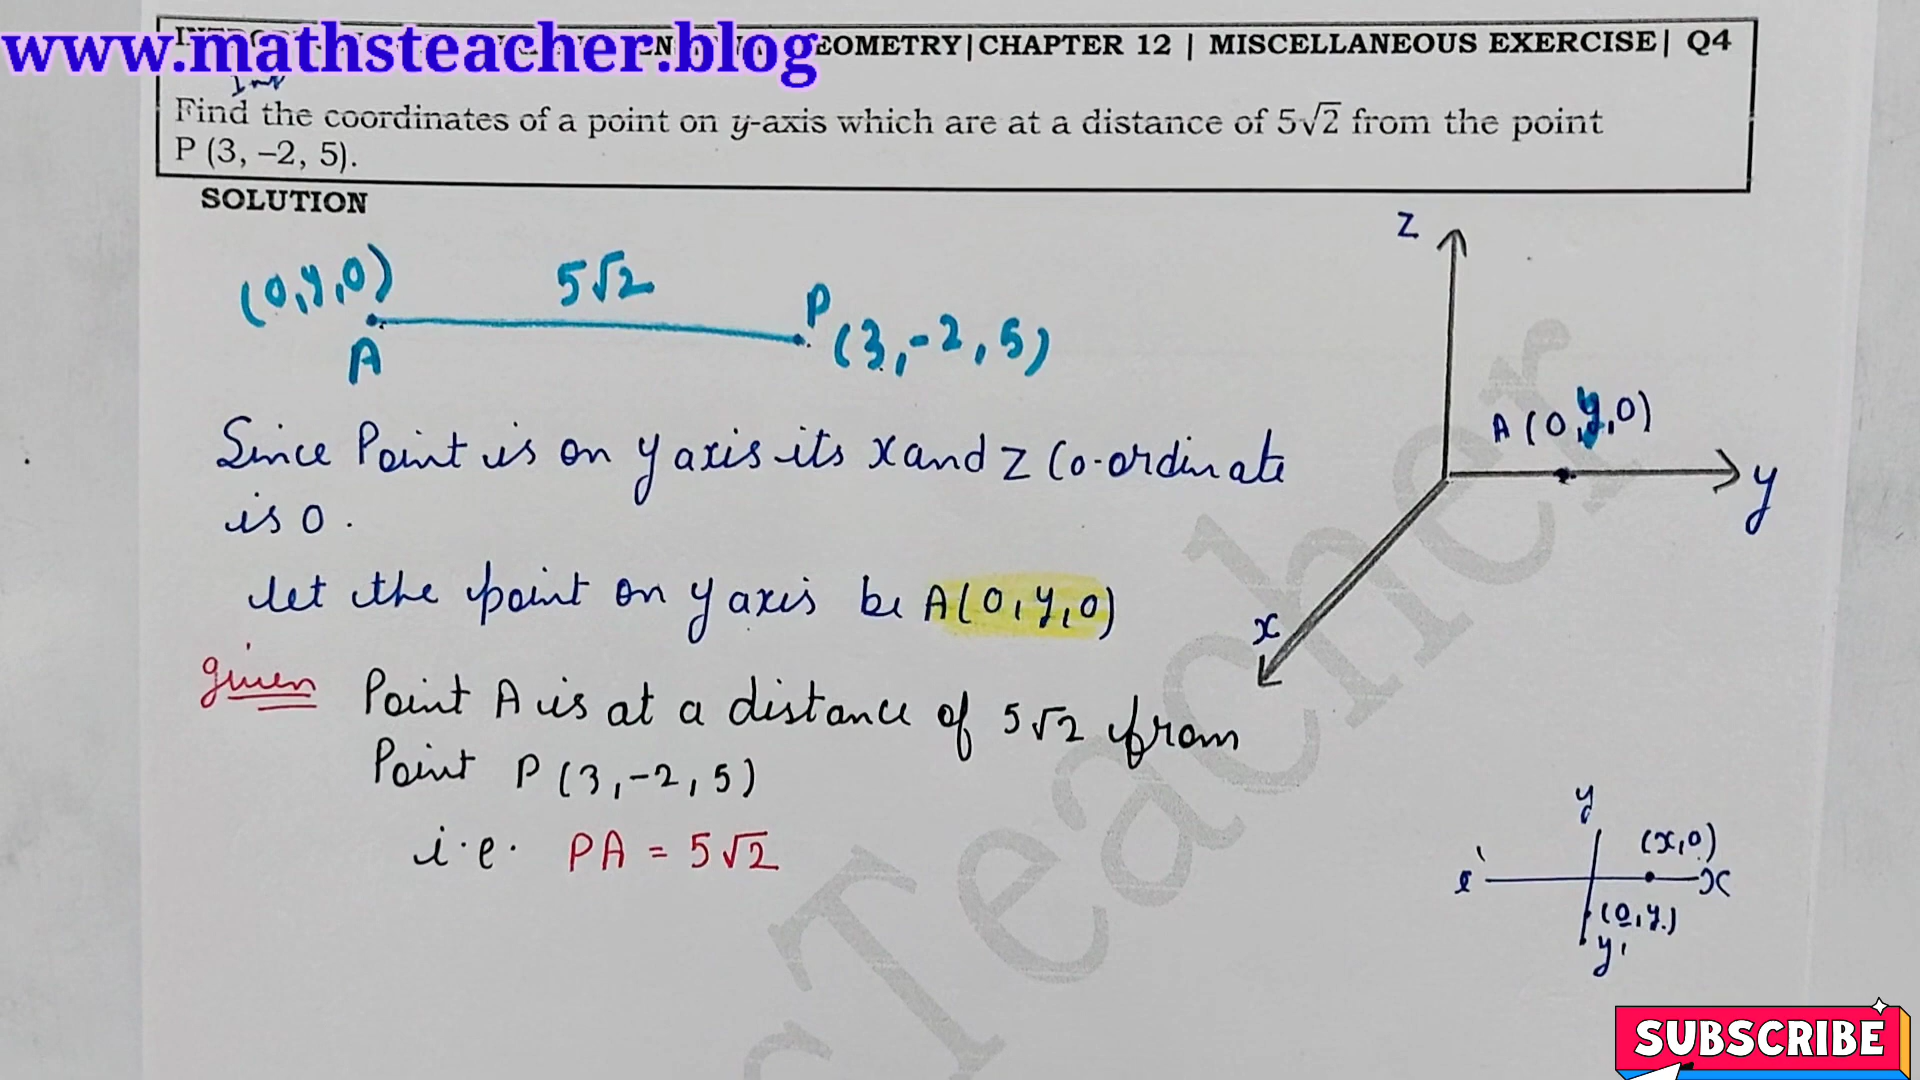 www.mathsteacher.blog
EOMETRY|CHAPTER 12 | MISCELLANEOUS EXERCISE| Q4
Find the coordinates of a point on y-axis which are at a distance of 5√2 from the point
P (3, –2, 5).
SOLUTION
Z
(0,y,0)
5√2
P
(3,-2,5)
A
A(0,y,0)
y
Since Point is on y axis its x and z Co-ordinate
is 0.
let the point on y axis be A(0,y,0)
x
given Point A is at a distance of 5√2 from
Point P(3,-2,5)
i.e. PA = 5√2
y
(x,0)
x
(0,y)
y'
Teacher
SUBSCRIBE